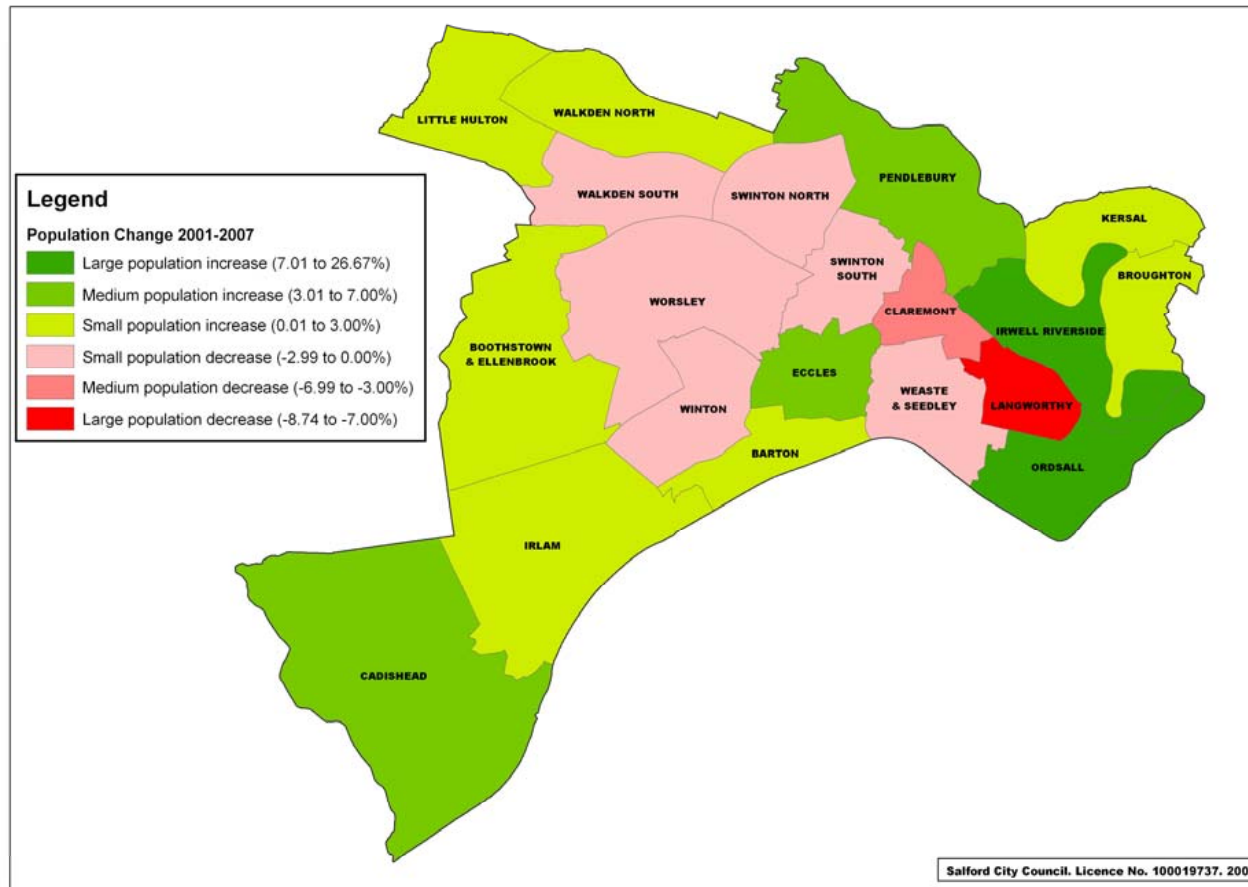 LITTLE HULTON
WALKDEN NORTH
PENDLEBURY
WALKDEN SOUTH
SWINTON NORTH
KERSAL
Legend
Population Change 2001-2007
Large population increase (7.01 to 26.67%)
Medium population increase (3.01 to 7.00%)
Small population increase (0.01 to 3.00%)
Small population decrease (-2.99 to 0.00%)
Medium population decrease (-6.99 to -3.00%)
Large population decrease (-8.74 to -7.00%)
SWINTON
SOUTH
BROUGHTON
WORSLEY
CLAREMONT
IRWELL RIVERSIDE
BOOTHSTOWN
& ELLENBROOK
ECCLES
WEASTE
& SEEDLEY
LANGWORTHY
WINTON
BARTON
ORDSALL
IRLAM
CADISHEAD
Salford City Council. Licence No. 100019737. 200